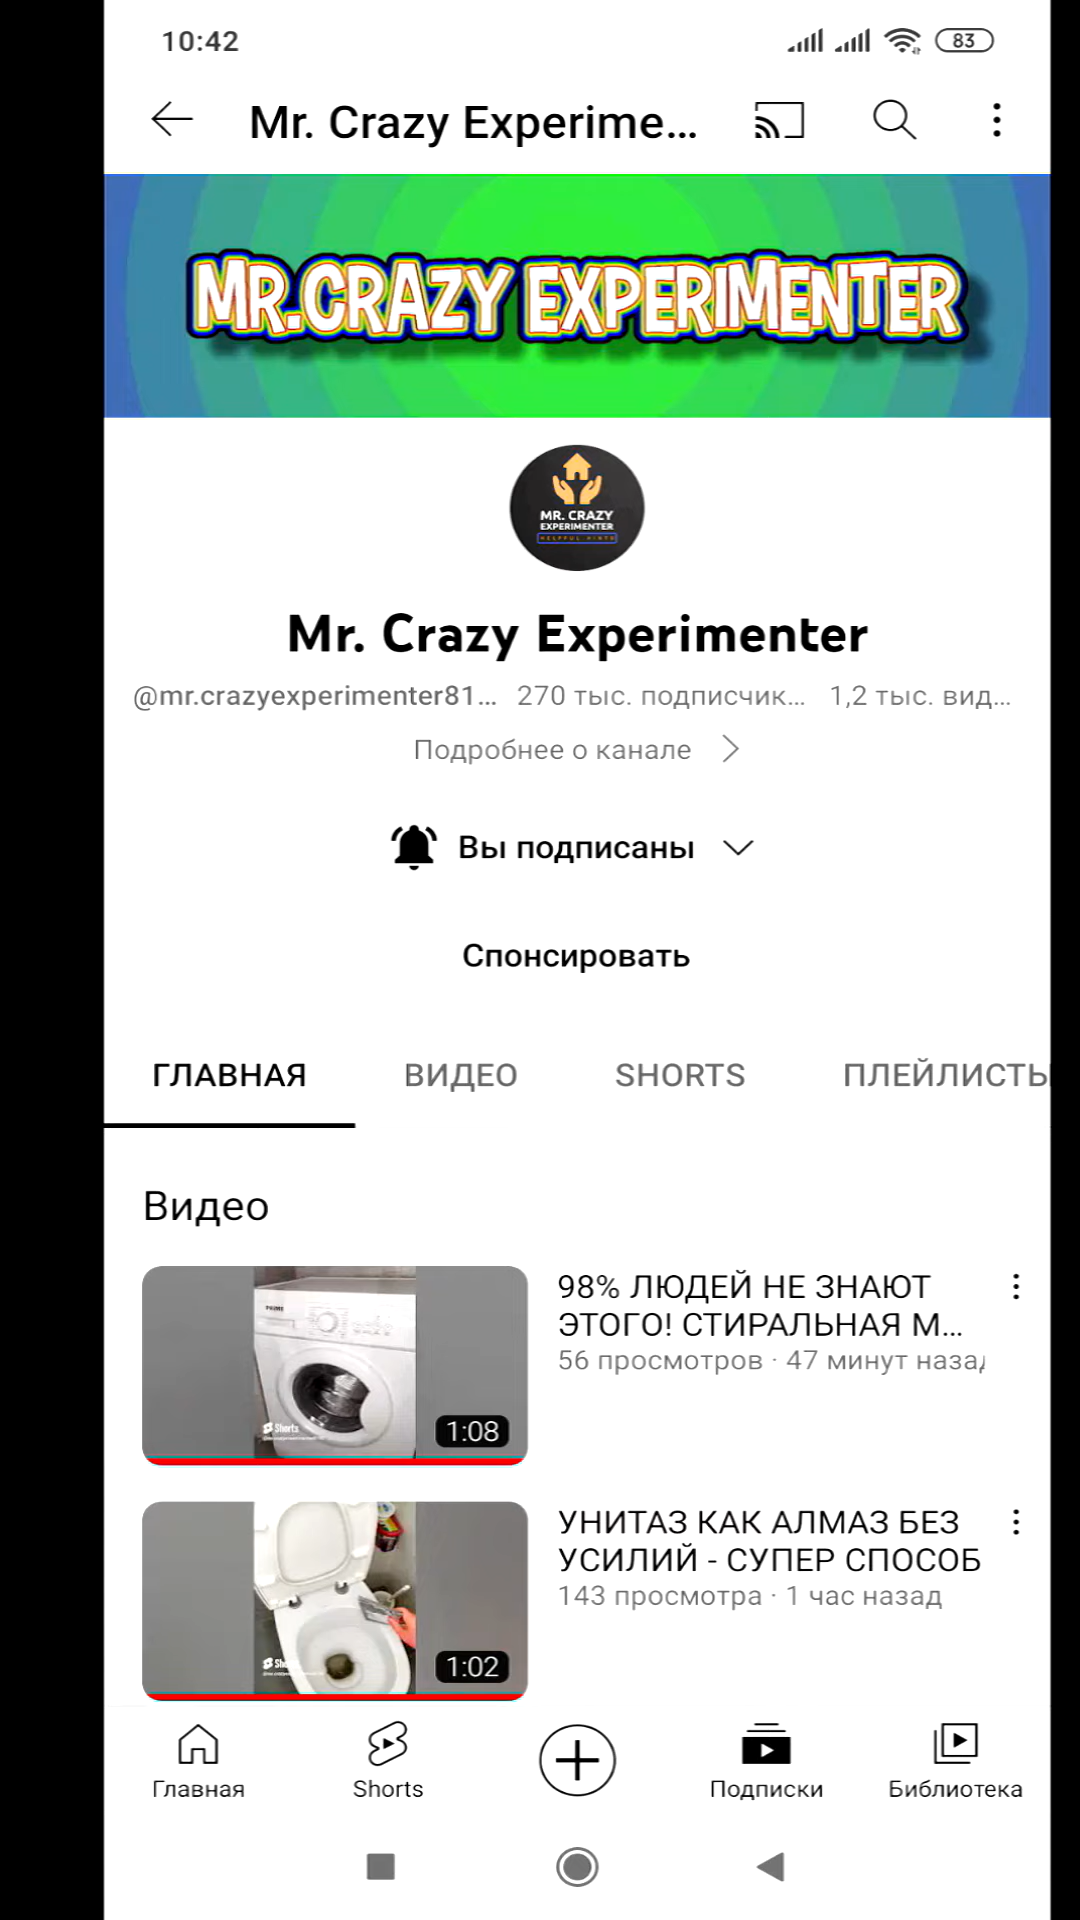 10:42
83
Mr. Crazy Experime...
MR.CRAZY EXPERIMENTER
MR. CRAZY
EXPERIMENTER
HELPFUL HINTS
Mr. Crazy Experimenter
@mr.crazyexperimenter81... 270 тыс. подписчик... 1,2 тыс. вид...
Подробнее о канале
Вы подписаны
Спонсировать
ГЛАВНАЯ ВИДЕО SHORTS ПЛЕЙЛИСТЫ
Видео
98% ЛЮДЕЙ НЕ ЗНАЮТ
ЭТОГО! СТИРАЛЬНАЯ М...
56 просмотров · 47 минут назад
PRIME
Shorts
1:08
УНИТАЗ КАК АЛМАЗ БЕЗ
УСИЛИЙ - СУПЕР СПОСОБ
143 просмотра · 1 час назад
1:02
Главная Shorts Подписки Библиотека